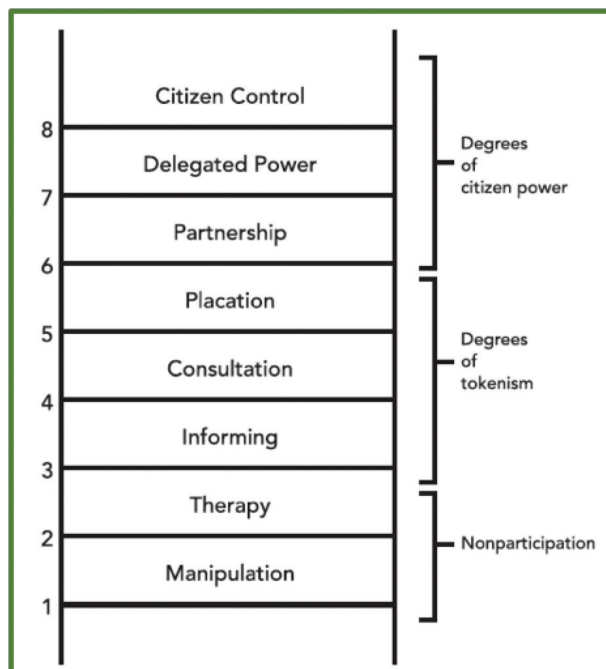 Citizen Control
8
Delegated Power
7
Partnership
6
Placation
5
Consultation
4
Informing
3
Therapy
2
Manipulation
1
Degrees
of
citizen power
Degrees
of
tokenism
Nonparticipation